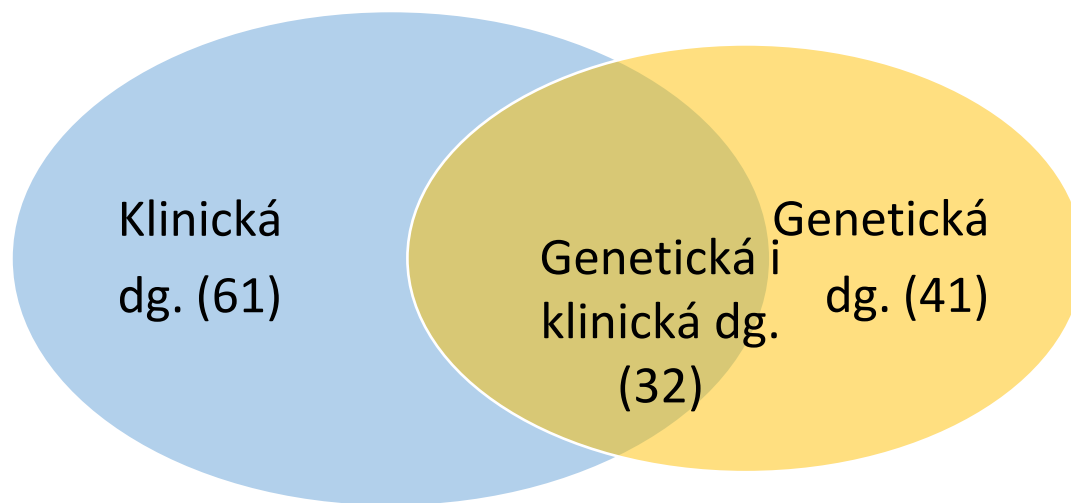 Klinická
dg. (61)
Genetická i
klinická dg.
(32)
Genetická
dg. (41)